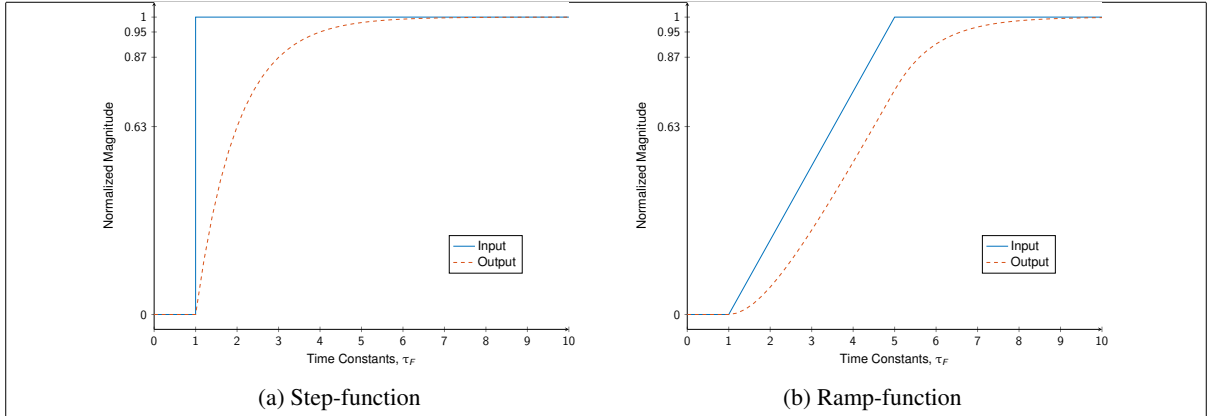 1
0.95
0.87
0.63
0
Normalized Magnitude
Input
Output
0 1 2 3 4 5 6 7 8 9 10
Time Constants, τF
(a) Step-function
1
0.95
0.87
0.63
0
Normalized Magnitude
Input
Output
0 1 2 3 4 5 6 7 8 9 10
Time Constants, τF
(b) Ramp-function